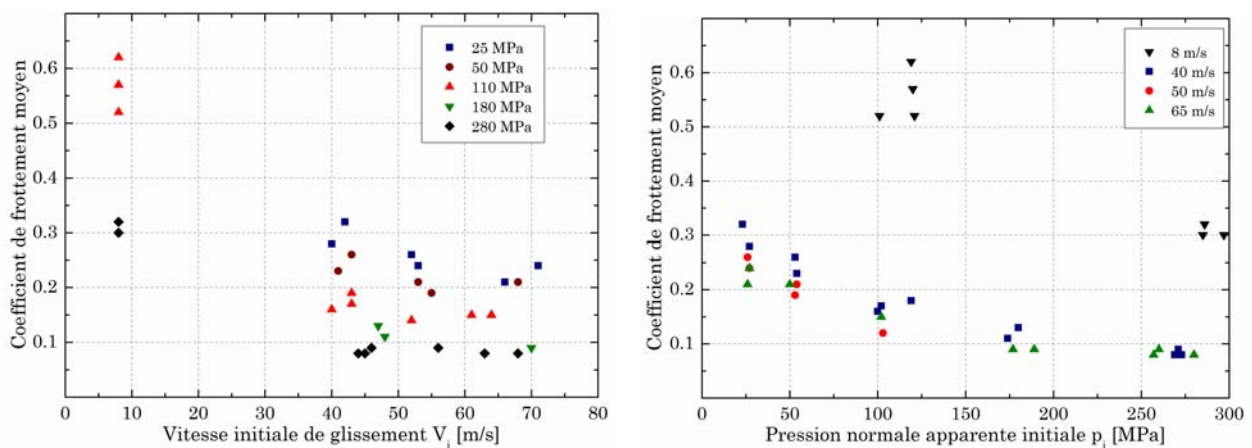 Coefficient de frottement moyen
0.6
0.5
0.4
0.3
0.2
0.1
25 MPa
50 MPa
110 MPa
180 MPa
280 MPa
0 10 20 30 40 50 60 70 80
Vitesse initiale de glissement Vi [m/s]
Coefficient de frottement moyen
0.6
0.5
0.4
0.3
0.2
0.1
8 m/s
40 m/s
50 m/s
65 m/s
0 50 100 150 200 250 300
Pression normale apparente initiale pi [MPa]